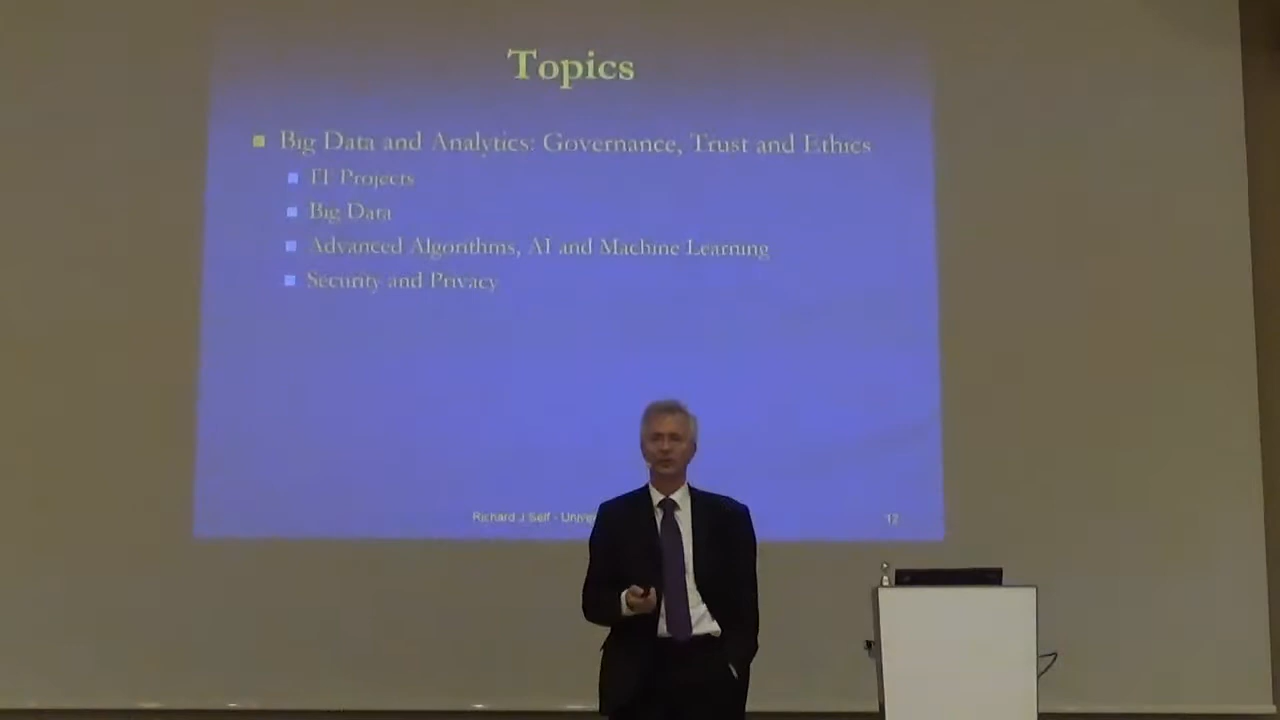 Topics
Big Data and Analytics: Governance, Trust and Ethics
IT Projects
Big Data
Advanced Algorithms, AI and Machine Learning
Security and Privacy
Richard J Self - Unive
12